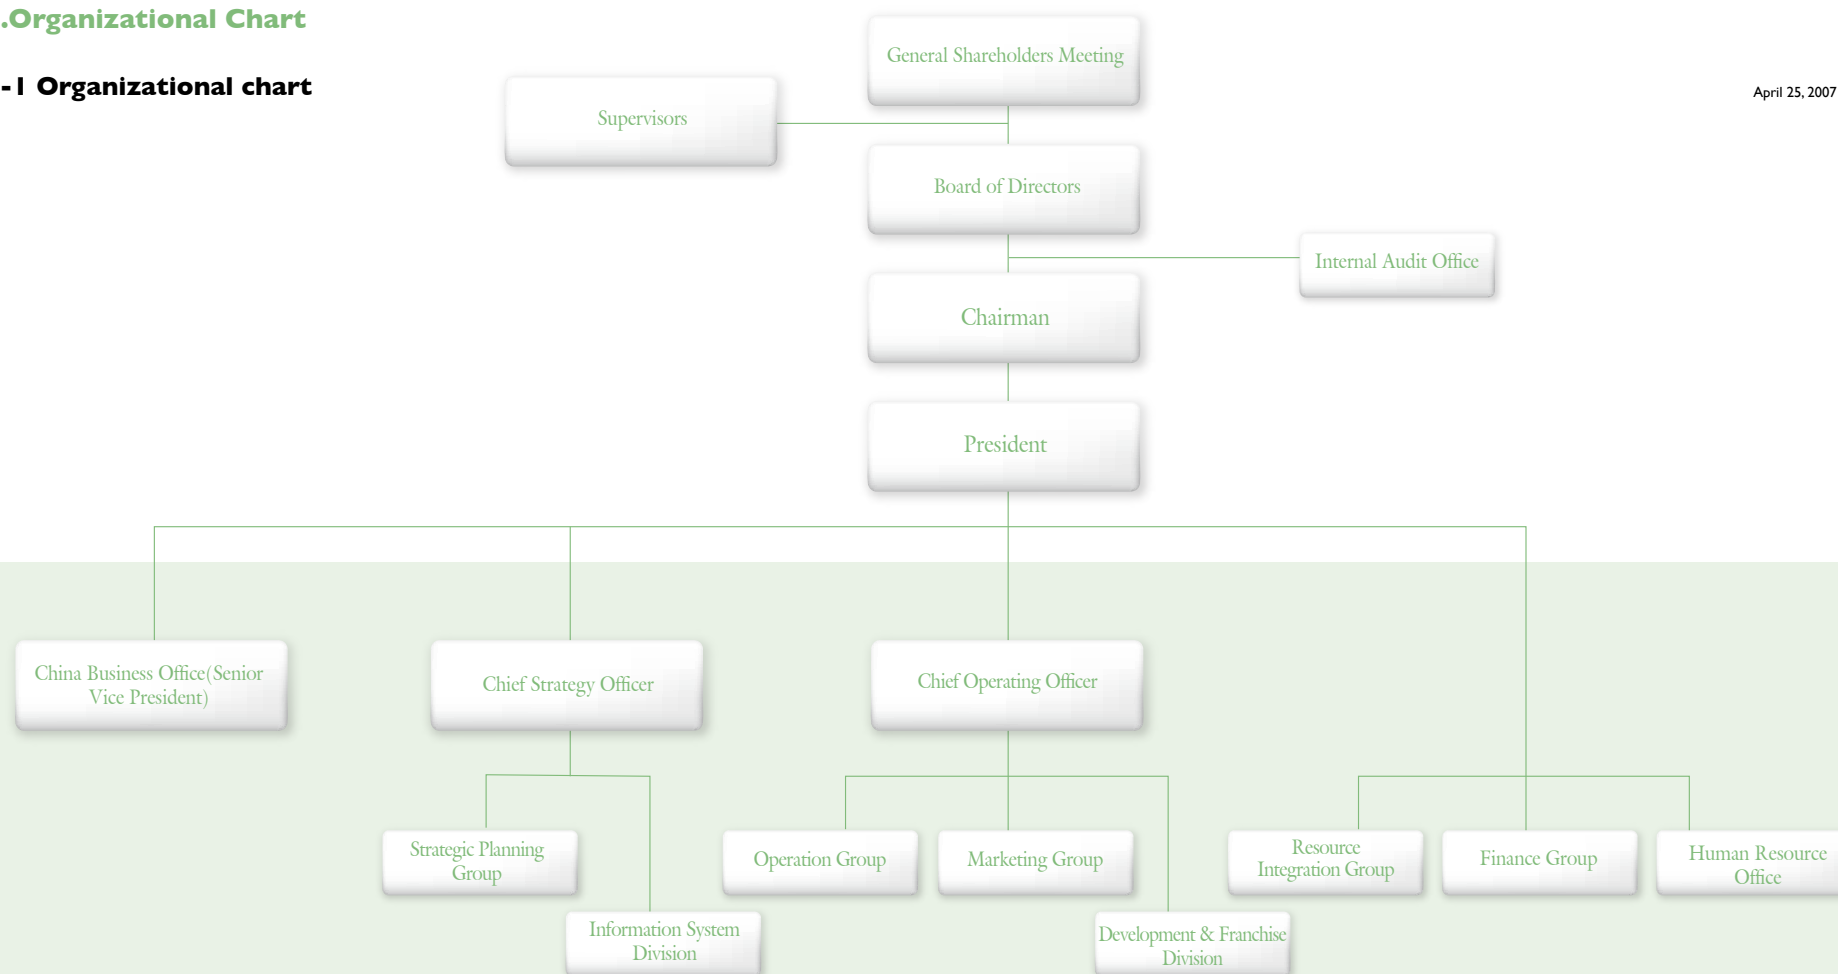 .Organizational Chart
-1 Organizational chart
April 25, 2007
General Shareholders Meeting
Supervisors
Board of Directors
Internal Audit Office
Chairman
President
China Business Office(Senior
Vice President)
Chief Strategy Officer
Chief Operating Officer
Strategic Planning
Group
Operation Group
Marketing Group
Resource
Integration Group
Finance Group
Human Resource
Office
Information System
Division
Development & Franchise
Division